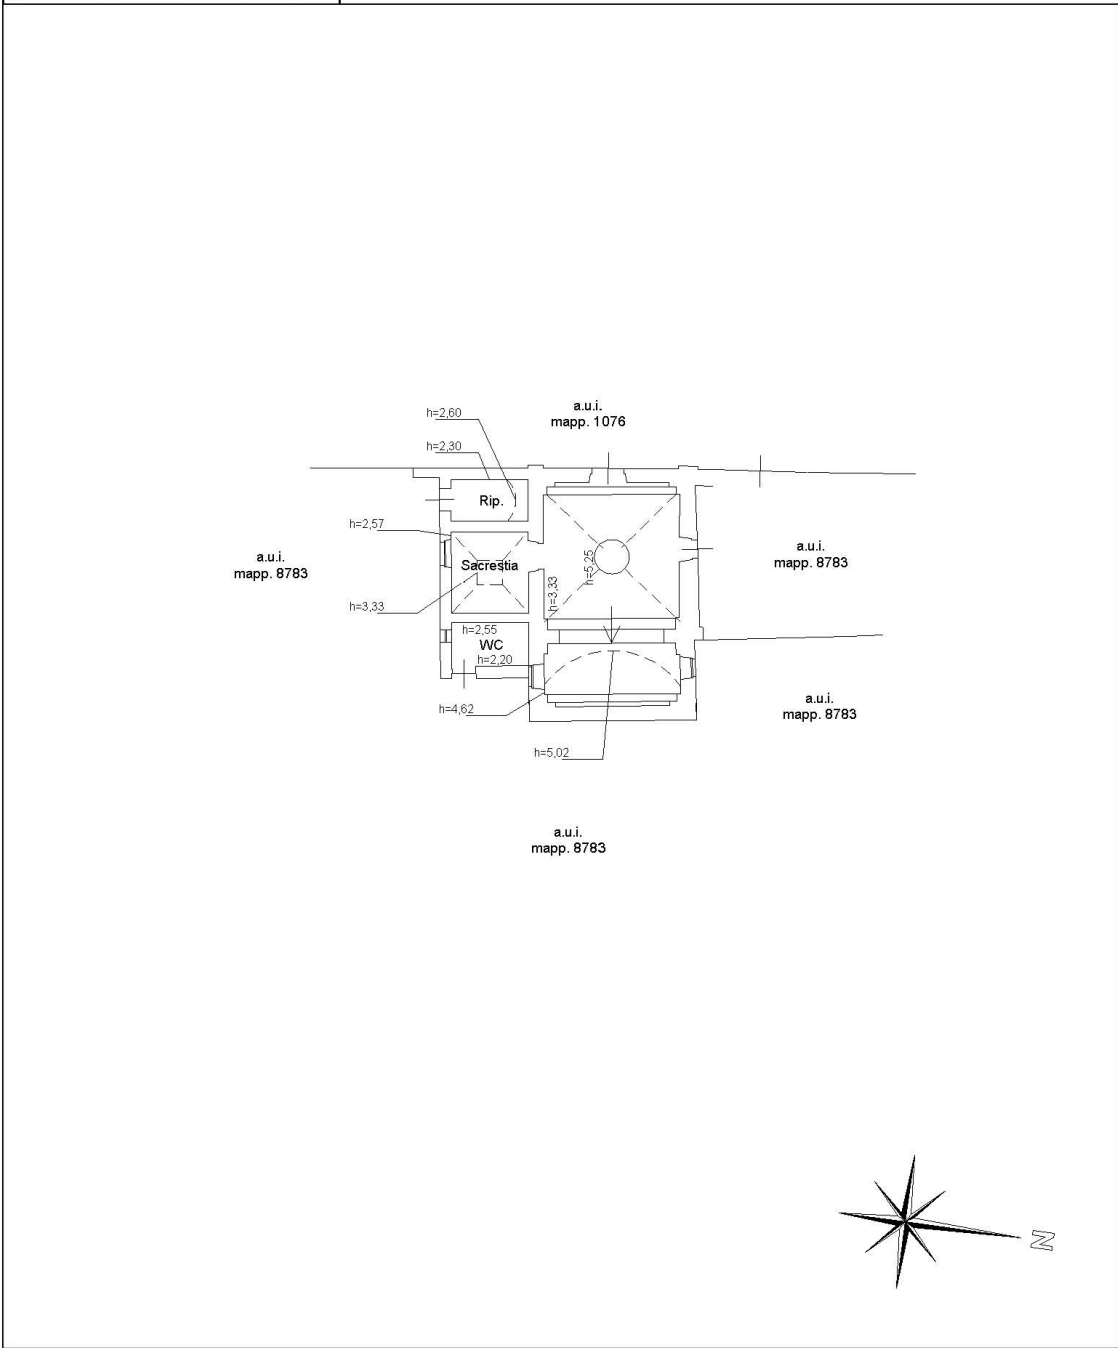 a.u.i.
mapp. 1076
h=2,60
h=2,30
Rip.
h=2,57
a.u.i.
mapp. 8783
Sacrestia
h=5,25
h=3,33
a.u.i.
mapp. 8783
h=3,33
h=2,55
WC
h=2,20
h=4,62
a.u.i.
mapp. 8783
h=5,02
a.u.i.
mapp. 8783
N